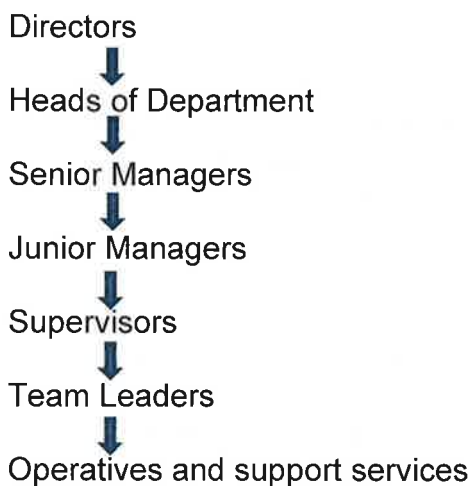 Directors
Heads of Department
Senior Managers
Junior Managers
Supervisors
Team Leaders
Operatives and support services